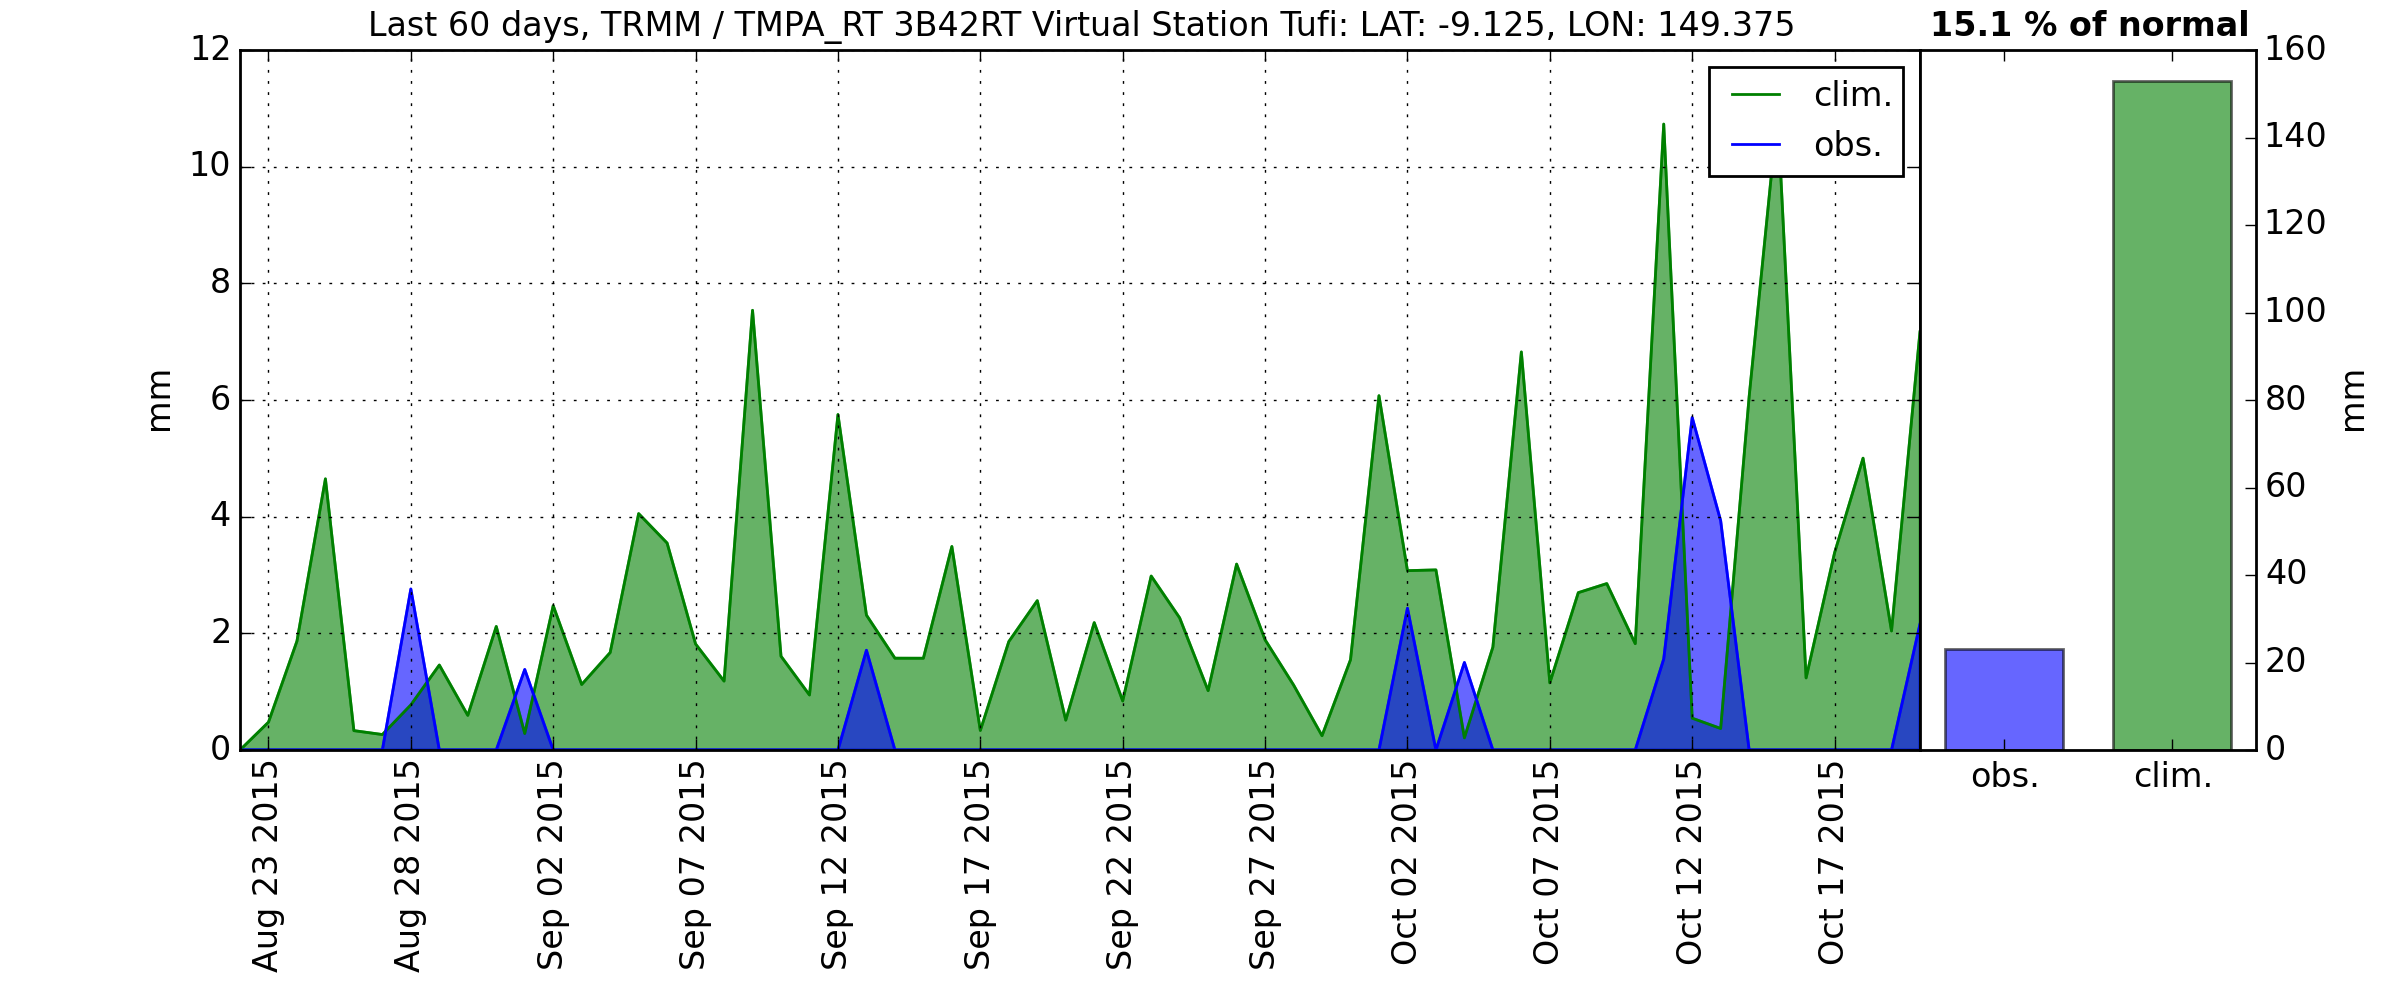 Last 60 days, TRMM / TMPA_RT 3B42RT Virtual Station Tufi: LAT: -9.125, LON: 149.375
15.1 % of normal
12
10
8
6
4
2
0
mm
clim.
obs.
160
140
120
100
80
60
40
20
0
mm
obs.
clim.
Aug 23 2015
Aug 28 2015
Sep 02 2015
Sep 07 2015
Sep 12 2015
Sep 17 2015
Sep 22 2015
Sep 27 2015
Oct 02 2015
Oct 07 2015
Oct 12 2015
Oct 17 2015